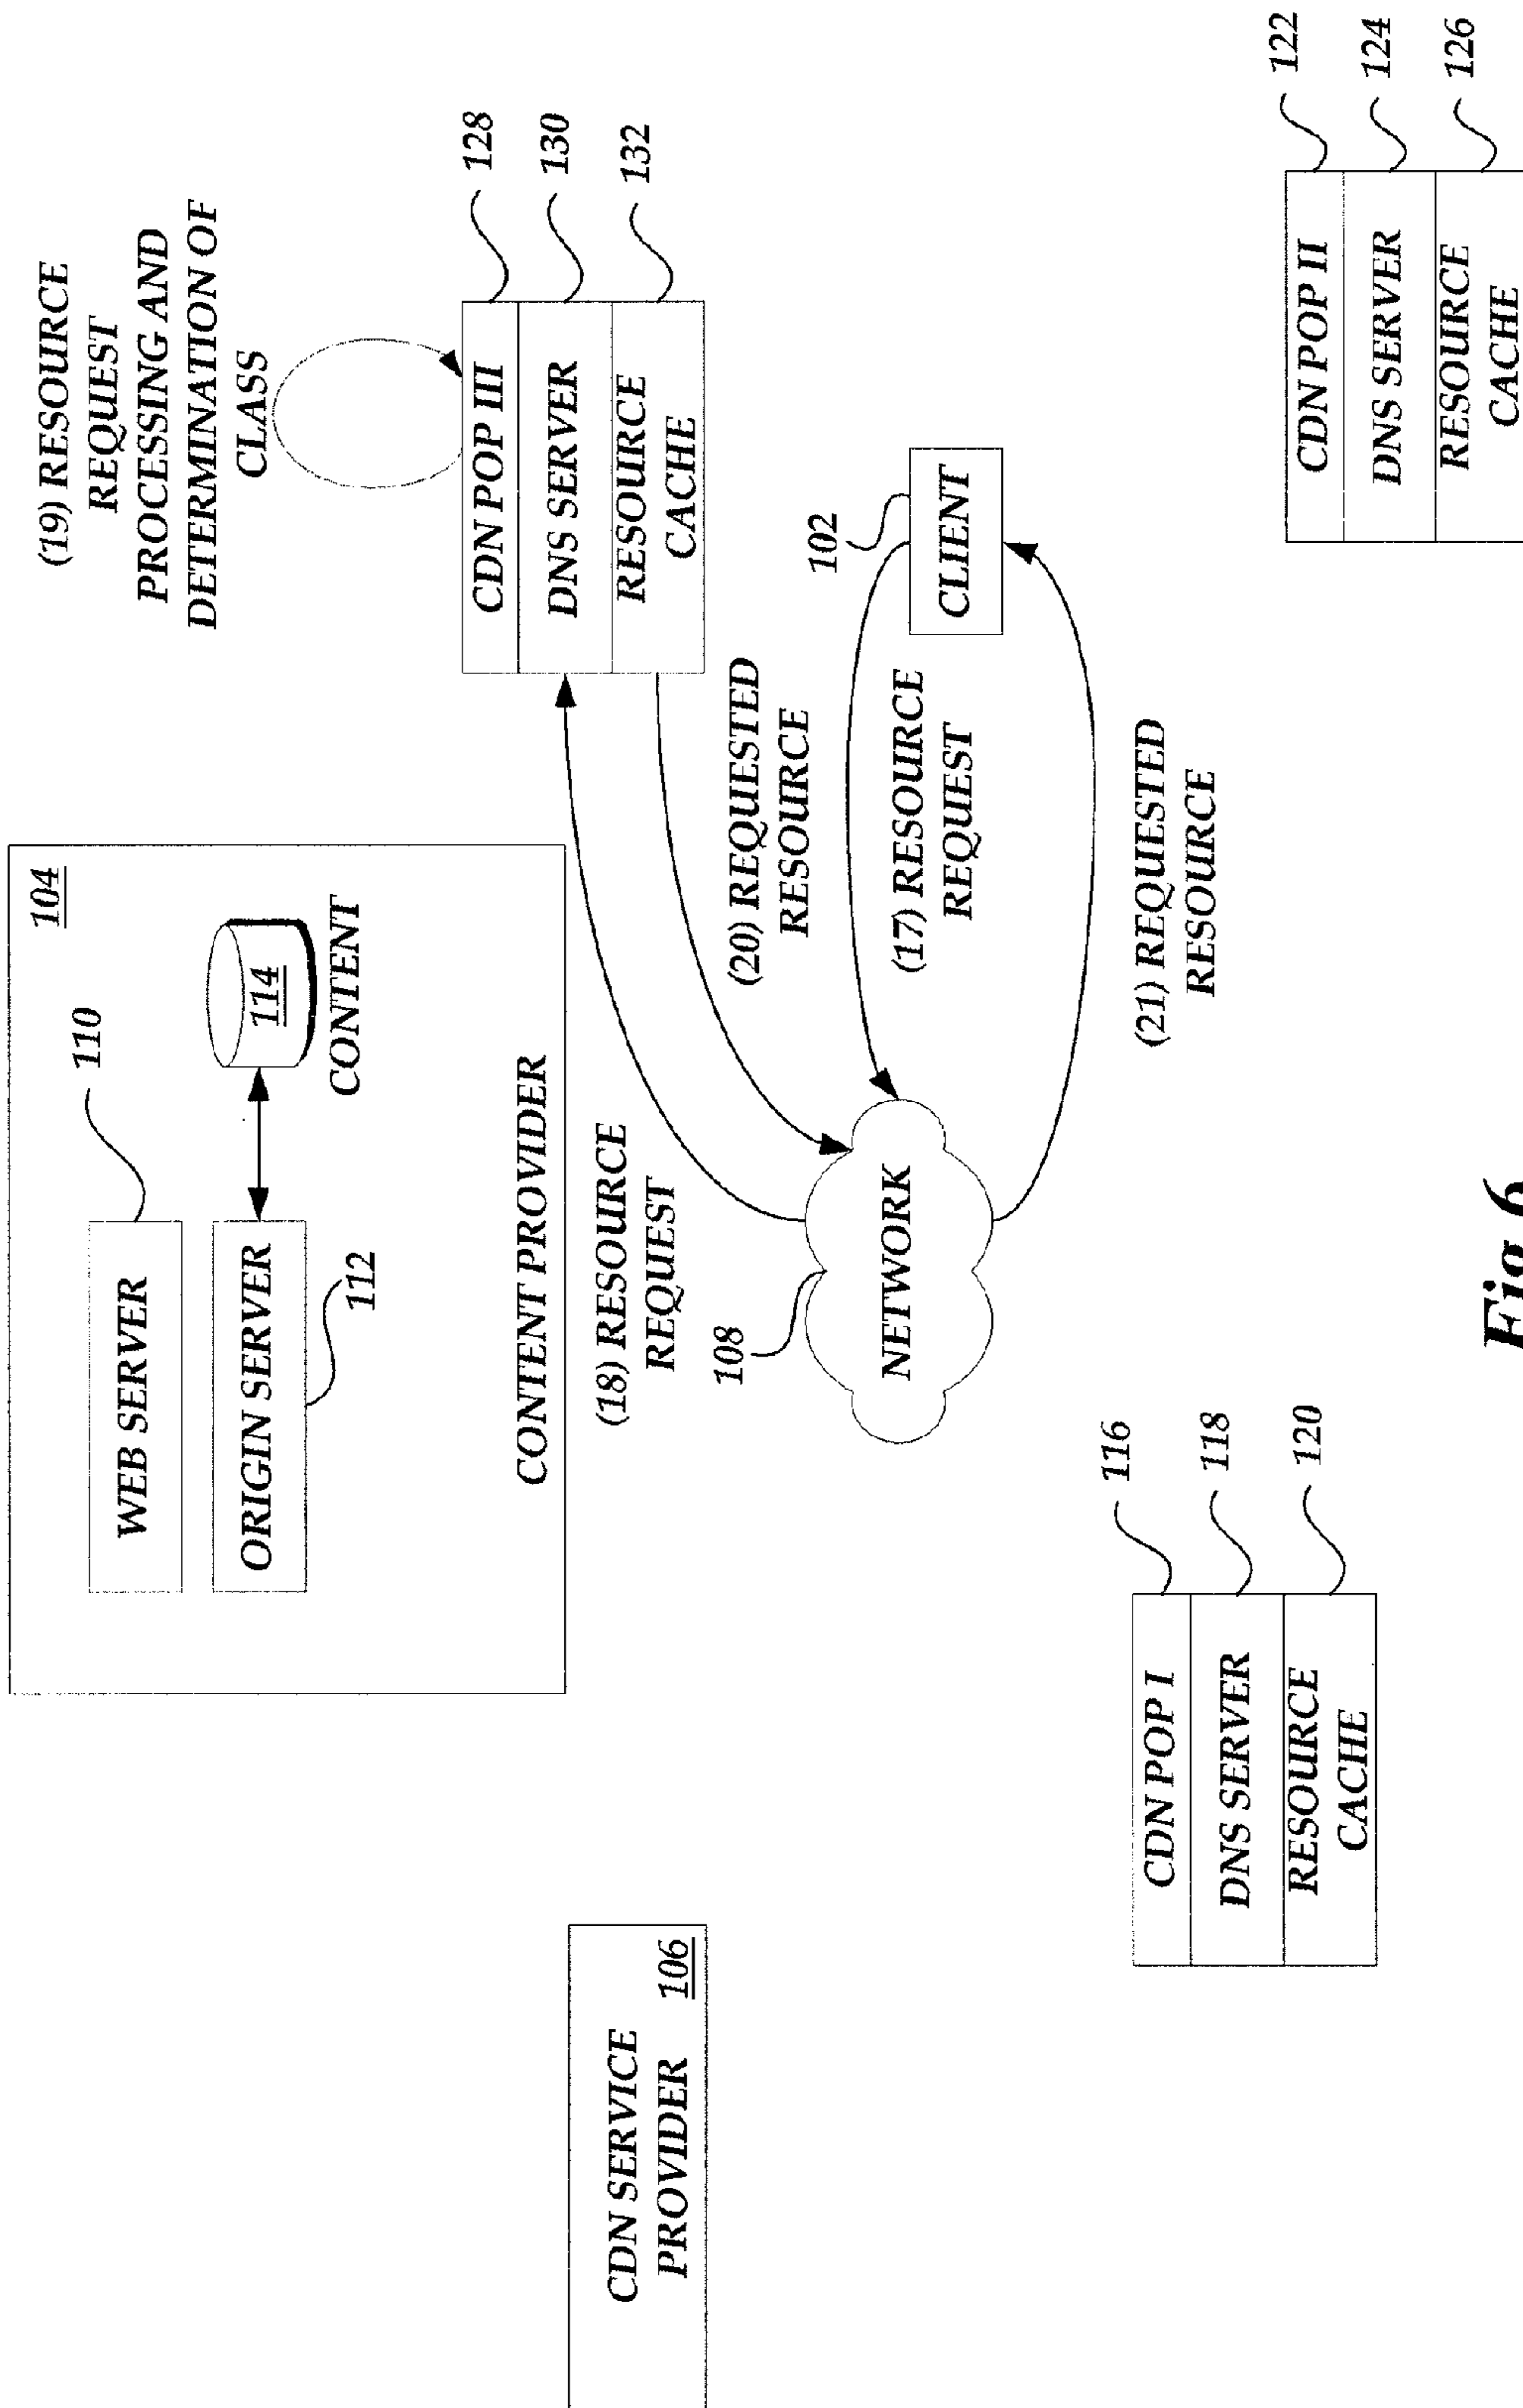 104
WEB SERVER
110
ORIGIN SERVER
112
114
CONTENT
CONTENT PROVIDER
(19) RESOURCE
REQUEST
PROCESSING AND
DETERMINATION OF
CLASS
CDN POP III
128
DNS SERVER
130
RESOURCE
CACHE
132
CDN SERVICE
PROVIDER
106
(18) RESOURCE
REQUEST
108
NETWORK
(20) REQUESTED
RESOURCE
(17) RESOURCE
REQUEST
102
CLIENT
(21) REQUESTED
RESOURCE
CDN POP I
116
DNS SERVER
118
RESOURCE
CACHE
120
CDN POP II
122
DNS SERVER
124
RESOURCE
CACHE
126
Fig.6.